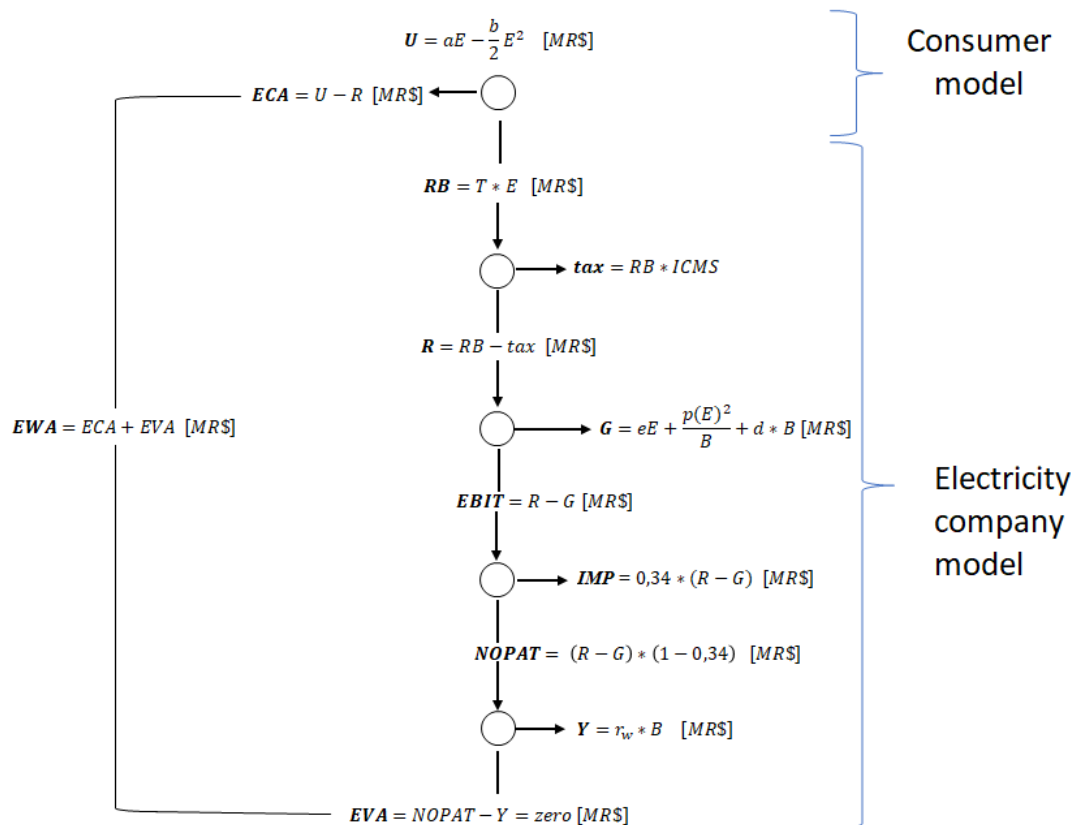 U = aE − b/2 E² [MR$]
Consumer
model
ECA = U − R [MR$]
RB = T ∗ E [MR$]
tax = RB ∗ ICMS
R = RB − tax [MR$]
EWA = ECA + EVA [MR$]
G = eE + p(E)²/B + d ∗ B [MR$]
Electricity
company
model
EBIT = R − G [MR$]
IMP = 0,34 ∗ (R − G) [MR$]
NOPAT = (R − G) ∗ (1 − 0,34) [MR$]
Y = r_w ∗ B [MR$]
EVA = NOPAT − Y = zero [MR$]